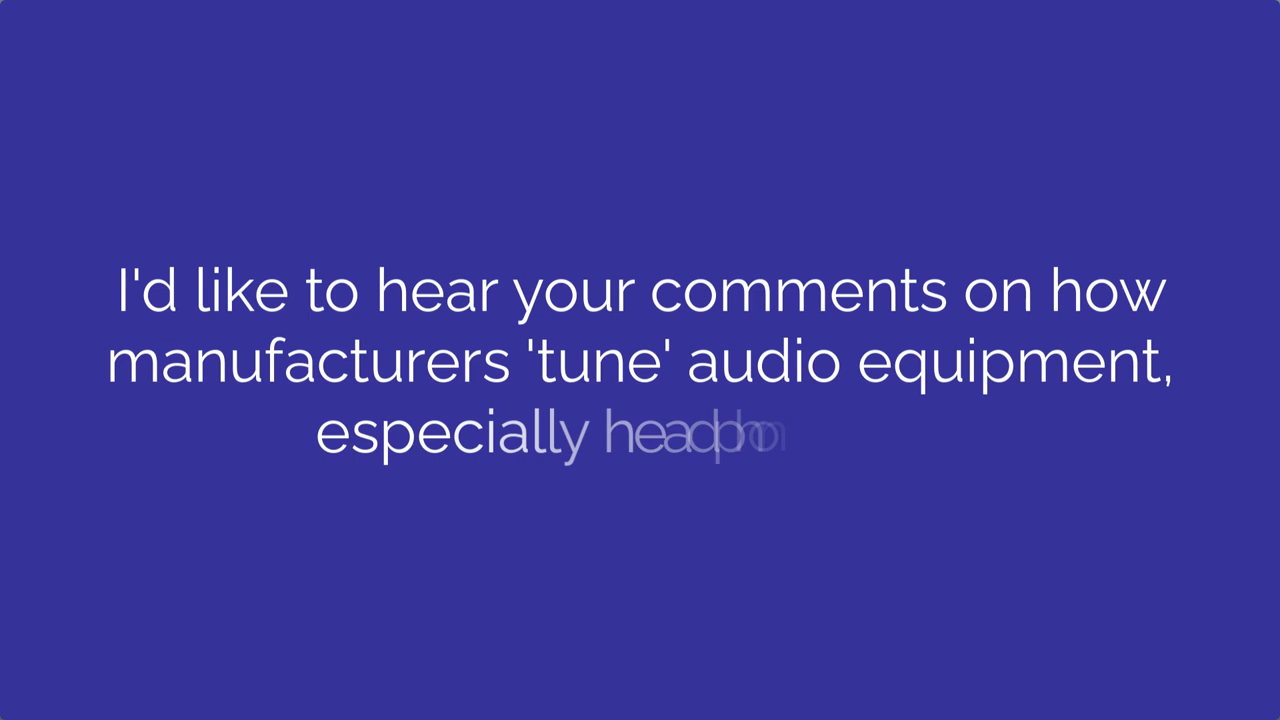 I'd like to hear your comments on how
manufacturers 'tune' audio equipment,
especially